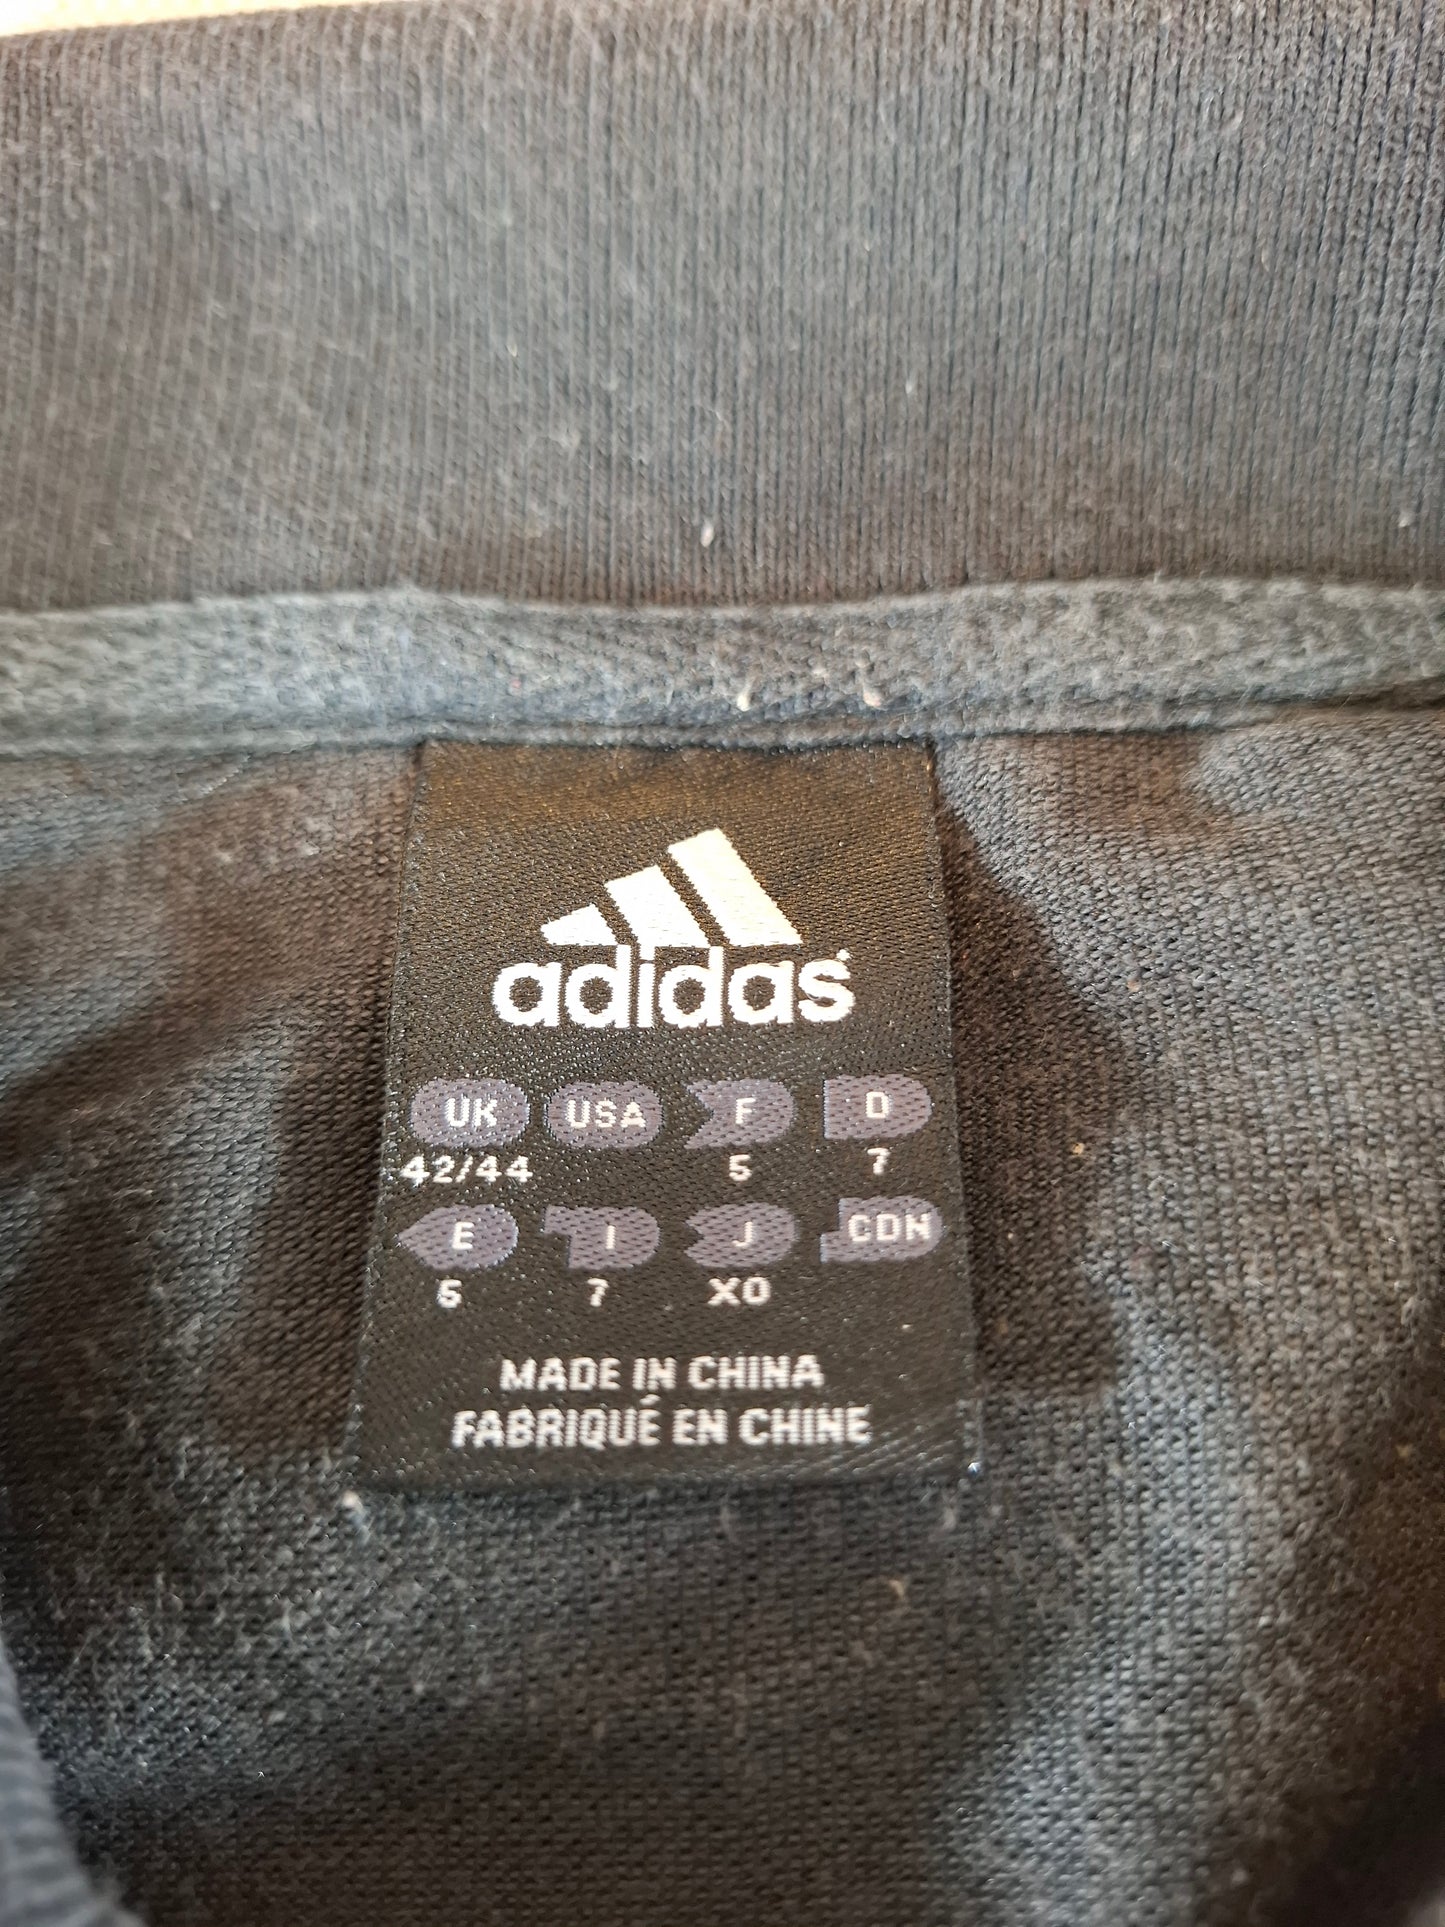 adidas
UK USA F D
42/44 5 7
E I J CDN
5 7 XO
MADE IN CHINA
FABRIQUÉ EN CHINE